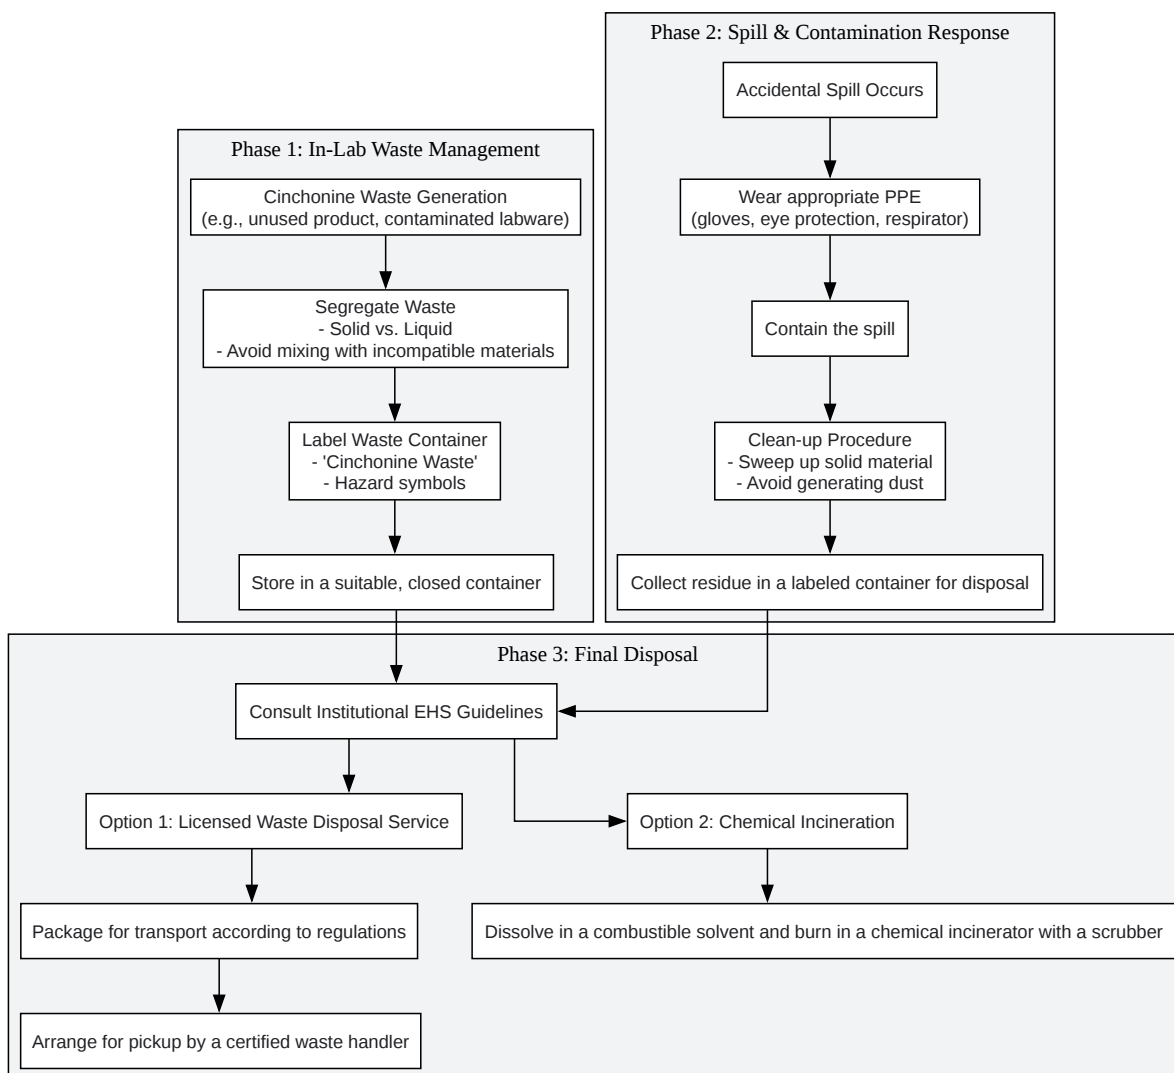 Phase 1: In-Lab Waste Management
Cinchonine Waste Generation
(e.g., unused product, contaminated labware)
Segregate Waste
- Solid vs. Liquid
- Avoid mixing with incompatible materials
Label Waste Container
- 'Cinchonine Waste'
- Hazard symbols
Store in a suitable, closed container
Phase 2: Spill & Contamination Response
Accidental Spill Occurs
Wear appropriate PPE
(gloves, eye protection, respirator)
Contain the spill
Clean-up Procedure
- Sweep up solid material
- Avoid generating dust
Collect residue in a labeled container for disposal
Phase 3: Final Disposal
Consult Institutional EHS Guidelines
Option 1: Licensed Waste Disposal Service
Package for transport according to regulations
Arrange for pickup by a certified waste handler
Option 2: Chemical Incineration
Dissolve in a combustible solvent and burn in a chemical incinerator with a scrubber